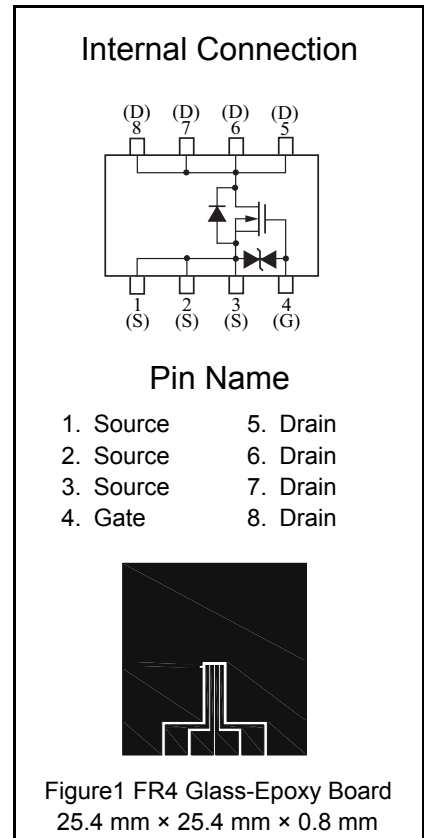 Internal Connection
(D) (D) (D) (D)
8 7 6 5
1 2 3 4
(S) (S) (S) (G)
Pin Name
1. Source 5. Drain
2. Source 6. Drain
3. Source 7. Drain
4. Gate 8. Drain
Figure1 FR4 Glass-Epoxy Board
25.4 mm × 25.4 mm × 0.8 mm